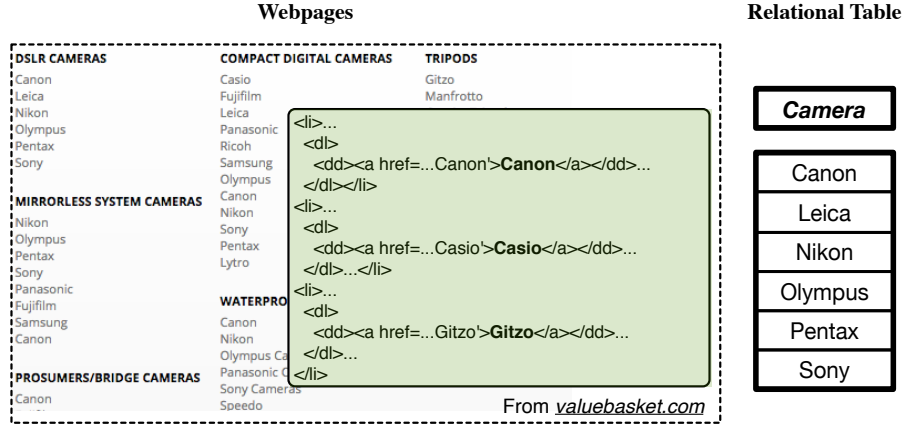 Webpages
Relational Table
DSLR CAMERAS
Canon
Leica
Nikon
Olympus
Pentax
Sony
MIRRORLESS SYSTEM CAMERAS
Nikon
Olympus
Pentax
Sony
Panasonic
Fujifilm
Samsung
Canon
PROSUMERS/BRIDGE CAMERAS
Canon
COMPACT DIGITAL CAMERAS
Casio
Fujifilm
Leica
Panasonic
Ricoh
Samsung
Olympus
Canon
Nikon
Sony
Pentax
Lytro
WATERPRO
Canon
Nikon
Olympus Ca
Panasonic C
Sony Cameras
Speedo
TRIPODS
Gitzo
Manfrotto
<li>...
<dl>
<dd><a href=...Canon'>Canon</a></dd>...
</dl></li>
<li>...
<dl>
<dd><a href=...Casio'>Casio</a></dd>...
</dl>...</li>
<li>...
<dl>
<dd><a href=...Gitzo'>Gitzo</a></dd>...
</dl>...
</li>
From valuebasket.com
Camera
Canon
Leica
Nikon
Olympus
Pentax
Sony